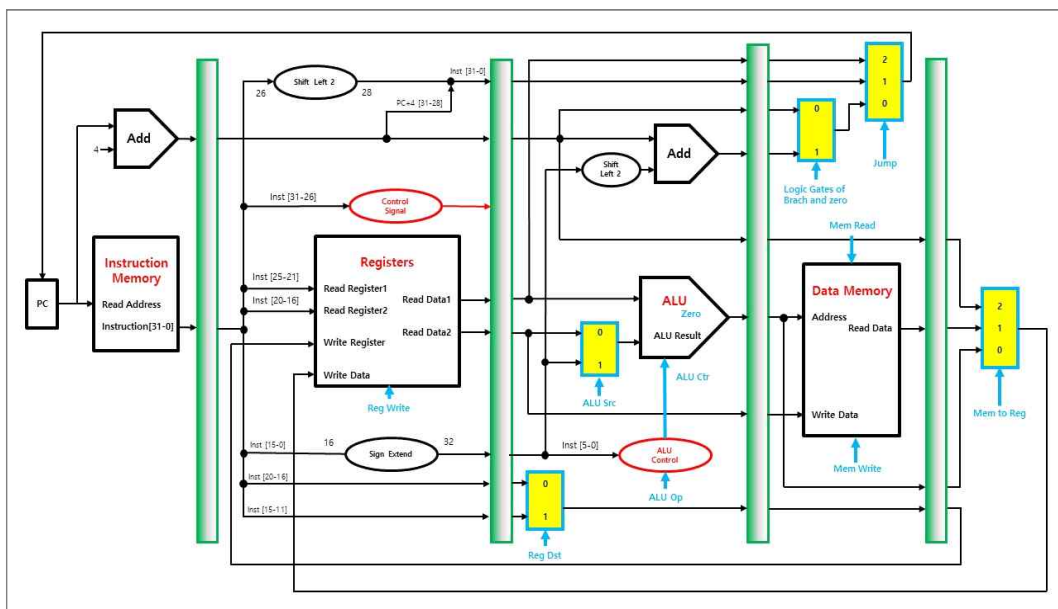 Inst [31-0]
Shift Left 2
26
28
PC+4 [31-28]
2
1
0
Jump
Add
4
0
1
Logic Gates of
Brach and zero
Add
Shift
Left 2
Inst [31-26]
Control
Signal
Mem Read
Instruction
Memory
Read Address
Instruction[31-0]
PC
Registers
Inst [25-21]
Read Register1
Inst [20-16]
Read Register2
Read Data1
Read Data2
Write Register
Write Data
Reg Write
ALU
Zero
ALU Result
0
1
ALU Src
ALU Ctr
Data Memory
Address
Read Data
Write Data
Mem Write
2
1
0
Mem to Reg
Inst [15-0]
16
Sign Extend
32
Inst [5-0]
ALU
Control
ALU Op
Inst [20-16]
Inst [15-11]
0
1
Reg Dst